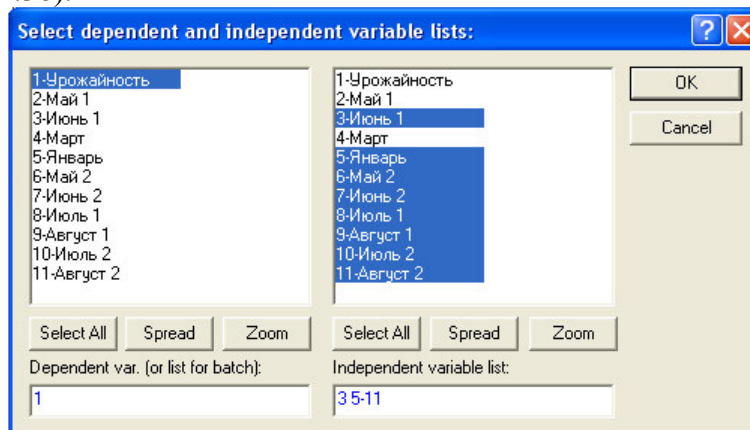 Select dependent and independent variable lists:
1-Урожайность
2-Май 1
3-Июнь 1
4-Март
5-Январь
6-Май 2
7-Июнь 2
8-Июль 1
9-Август 1
10-Июль 2
11-Август 2
Select All Spread Zoom
Dependent var. (or list for batch):
1
1-Урожайность
2-Май 1
3-Июнь 1
4-Март
5-Январь
6-Май 2
7-Июнь 2
8-Июль 1
9-Август 1
10-Июль 2
11-Август 2
Select All Spread Zoom
Independent variable list:
3 5-11
OK
Cancel